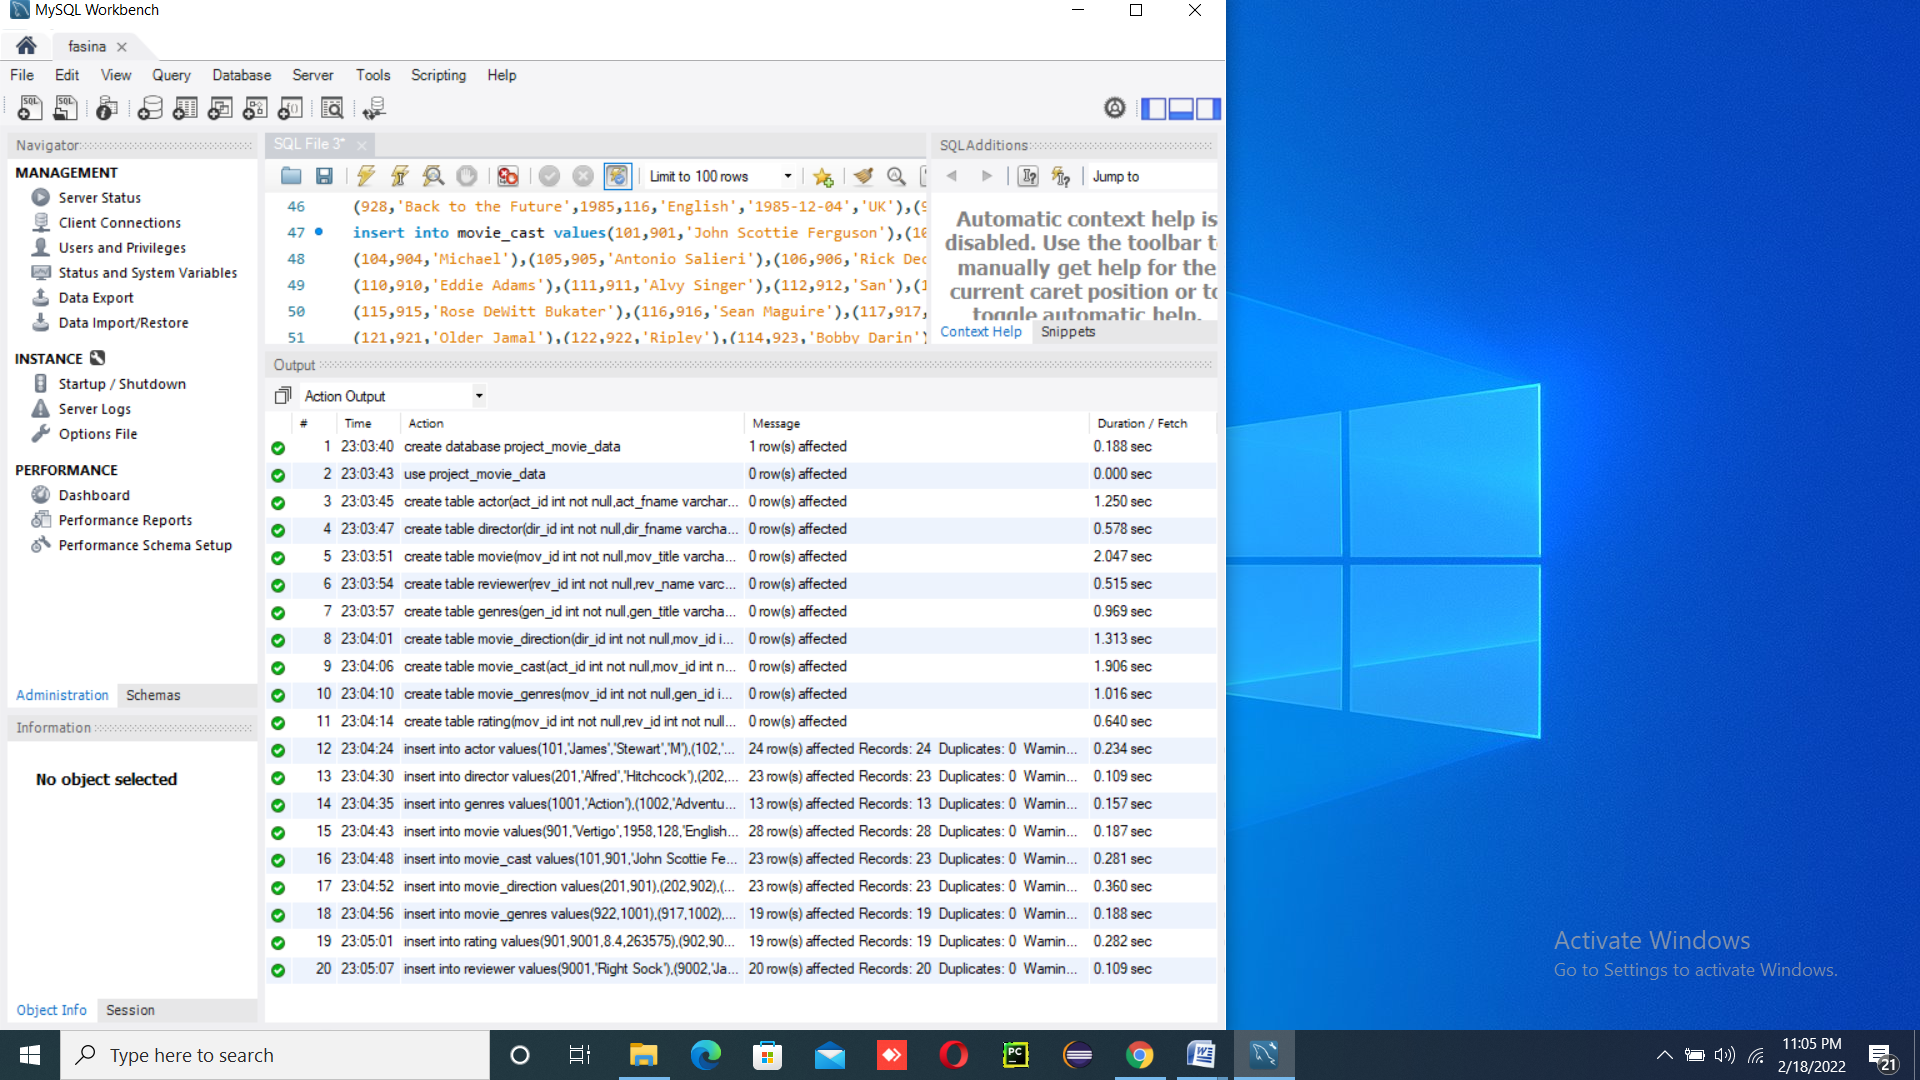 MySQL Workbench
fasina
File Edit View Query Database Server Tools Scripting Help
Navigator
MANAGEMENT
Server Status
Client Connections
Users and Privileges
Status and System Variables
Data Export
Data Import/Restore
INSTANCE
Startup / Shutdown
Server Logs
Options File
PERFORMANCE
Dashboard
Performance Reports
Performance Schema Setup
Administration Schemas
Information
No object selected
Object Info Session
SQL File 3*
Limit to 100 rows
46 (928,'Back to the Future',1985,116,'English','1985-12-04','UK'),(9
47 insert into movie_cast values(101,901,'John Scottie Ferguson'),(10
48 (104,904,'Michael'),(105,905,'Antonio Salieri'),(106,906,'Rick Dec
49 (110,910,'Eddie Adams'),(111,911,'Alvy Singer'),(112,912,'San'),(1
50 (115,915,'Rose DeWitt Bukater'),(116,916,'Sean Maguire'),(117,917,
51 (121,921,'Older Jamal'),(122,922,'Ripley'),(114,923,'Bobby Darin')
SQLAdditions
Jump to
Automatic context help is
disabled. Use the toolbar t
manually get help for the
current caret position or to
toggle automatic help.
Context Help Snippets
Output
Action Output
# Time Action Message Duration / Fetch
1 23:03:40 create database project_movie_data 1 row(s) affected 0.188 sec
2 23:03:43 use project_movie_data 0 row(s) affected 0.000 sec
3 23:03:45 create table actor(act_id int not null,act_fname varchar... 0 row(s) affected 1.250 sec
4 23:03:47 create table director(dir_id int not null,dir_fname varcha... 0 row(s) affected 0.578 sec
5 23:03:51 create table movie(mov_id int not null,mov_title varcha... 0 row(s) affected 2.047 sec
6 23:03:54 create table reviewer(rev_id int not null,rev_name varc... 0 row(s) affected 0.515 sec
7 23:03:57 create table genres(gen_id int not null,gen_title varcha... 0 row(s) affected 0.969 sec
8 23:04:01 create table movie_direction(dir_id int not null,mov_id i... 0 row(s) affected 1.313 sec
9 23:04:06 create table movie_cast(act_id int not null,mov_id int n... 0 row(s) affected 1.906 sec
10 23:04:10 create table movie_genres(mov_id int not null,gen_id i... 0 row(s) affected 1.016 sec
11 23:04:14 create table rating(mov_id int not null,rev_id int not null... 0 row(s) affected 0.640 sec
12 23:04:24 insert into actor values(101,'James','Stewart','M'),(102,'... 24 row(s) affected Records: 24 Duplicates: 0 Warnin... 0.234 sec
13 23:04:30 insert into director values(201,'Alfred','Hitchcock'),(202,... 23 row(s) affected Records: 23 Duplicates: 0 Warnin... 0.109 sec
14 23:04:35 insert into genres values(1001,'Action'),(1002,'Adventu... 13 row(s) affected Records: 13 Duplicates: 0 Warnin... 0.157 sec
15 23:04:43 insert into movie values(901,'Vertigo',1958,128,'English... 28 row(s) affected Records: 28 Duplicates: 0 Warnin... 0.187 sec
16 23:04:48 insert into movie_cast values(101,901,'John Scottie Fe... 23 row(s) affected Records: 23 Duplicates: 0 Warnin... 0.281 sec
17 23:04:52 insert into movie_direction values(201,901),(202,902),(... 23 row(s) affected Records: 23 Duplicates: 0 Warnin... 0.360 sec
18 23:04:56 insert into movie_genres values(922,1001),(917,1002),... 19 row(s) affected Records: 19 Duplicates: 0 Warnin... 0.188 sec
19 23:05:01 insert into rating values(901,9001,8.4,263575),(902,90... 19 row(s) affected Records: 19 Duplicates: 0 Warnin... 0.282 sec
20 23:05:07 insert into reviewer values(9001,'Right Sock'),(9002,'Ja... 20 row(s) affected Records: 20 Duplicates: 0 Warnin... 0.109 sec
Activate Windows
Go to Settings to activate Windows.
Type here to search
11:05 PM
2/18/2022
21